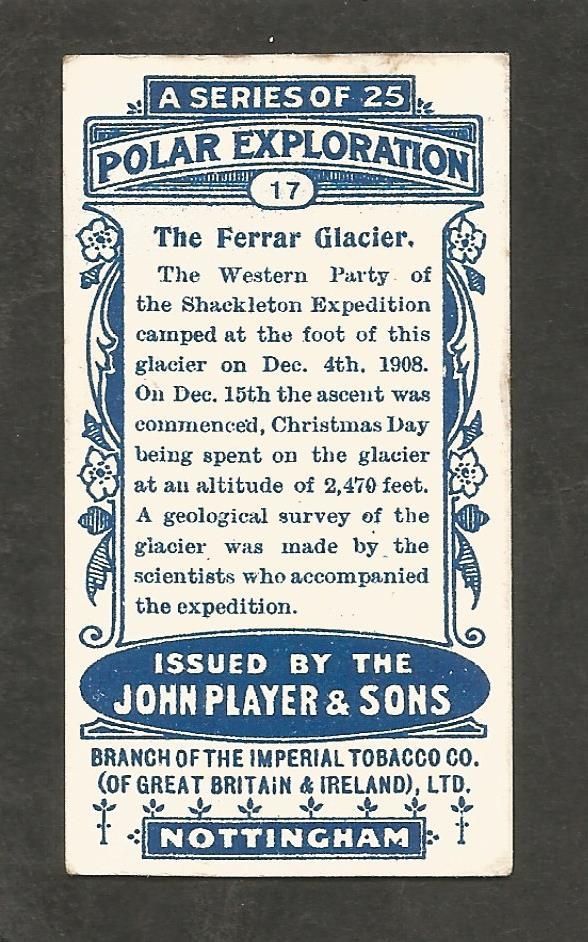 A SERIES OF 25
POLAR EXPLORATION
17
The Ferrar Glacier.
The Western Party of
the Shackleton Expedition
camped at the foot of this
glacier on Dec. 4th, 1908.
On Dec. 15th the ascent was
commenced, Christmas Day
being spent on the glacier
at an altitude of 2,470 feet.
A geological survey of the
glacier was made by the
scientists who accompanied
the expedition.
ISSUED BY THE
JOHN PLAYER & SONS
BRANCH OF THE IMPERIAL TOBACCO CO.
(OF GREAT BRITAIN & IRELAND), LTD.
NOTTINGHAM